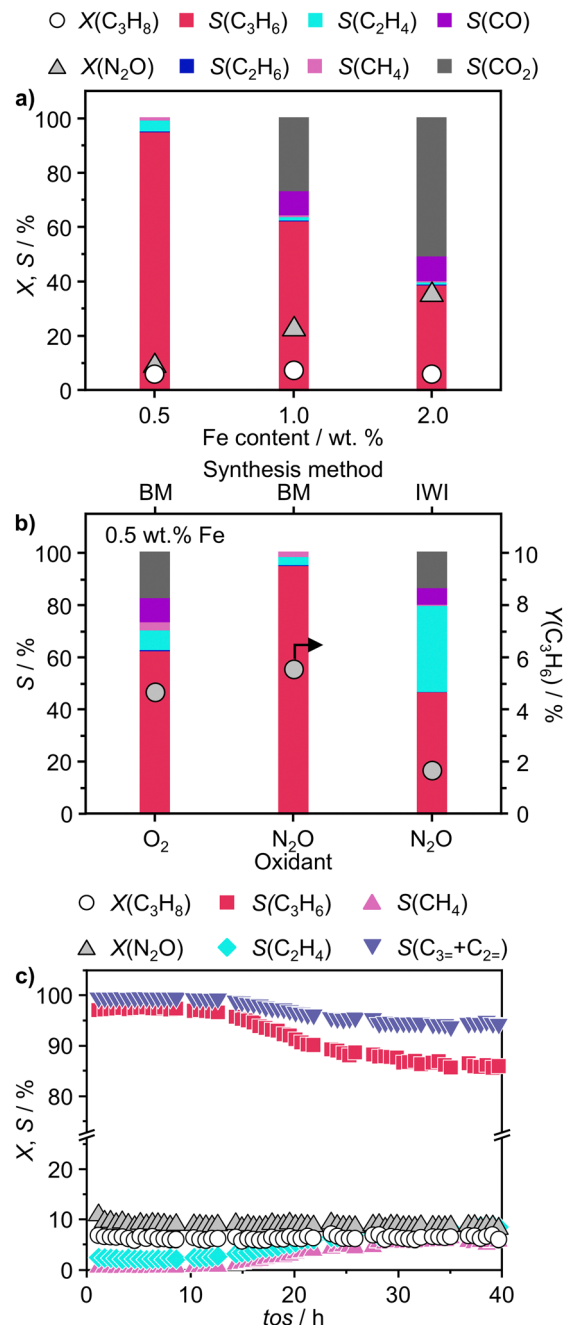 X(C₃H₈) S(C₃H₆) S(C₂H₄) S(CO)
X(N₂O) S(C₂H₆) S(CH₄) S(CO₂)
a)
100
80
60
40
20
0
X, S / %
0.5 1.0 2.0
Fe content / wt. %
Synthesis method
BM BM IWI
b)
0.5 wt.% Fe
100
80
60
40
20
0
S / %
10
8
6
4
2
0
Y(C₃H₆) / %
O₂ N₂O N₂O
Oxidant
X(C₃H₈) S(C₃H₆) S(CH₄)
X(N₂O) S(C₂H₄) S(C₃₌+C₂₌)
c)
100
90
80
20
10
0
X, S / %
0 10 20 30 40
tos / h